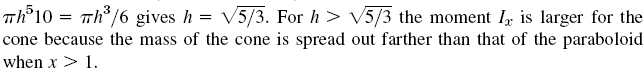 πh⁵10 = πh³/6 gives h = √5/3. For h > √5/3 the moment Iₓ is larger for the
cone because the mass of the cone is spread out farther than that of the paraboloid
when x > 1.